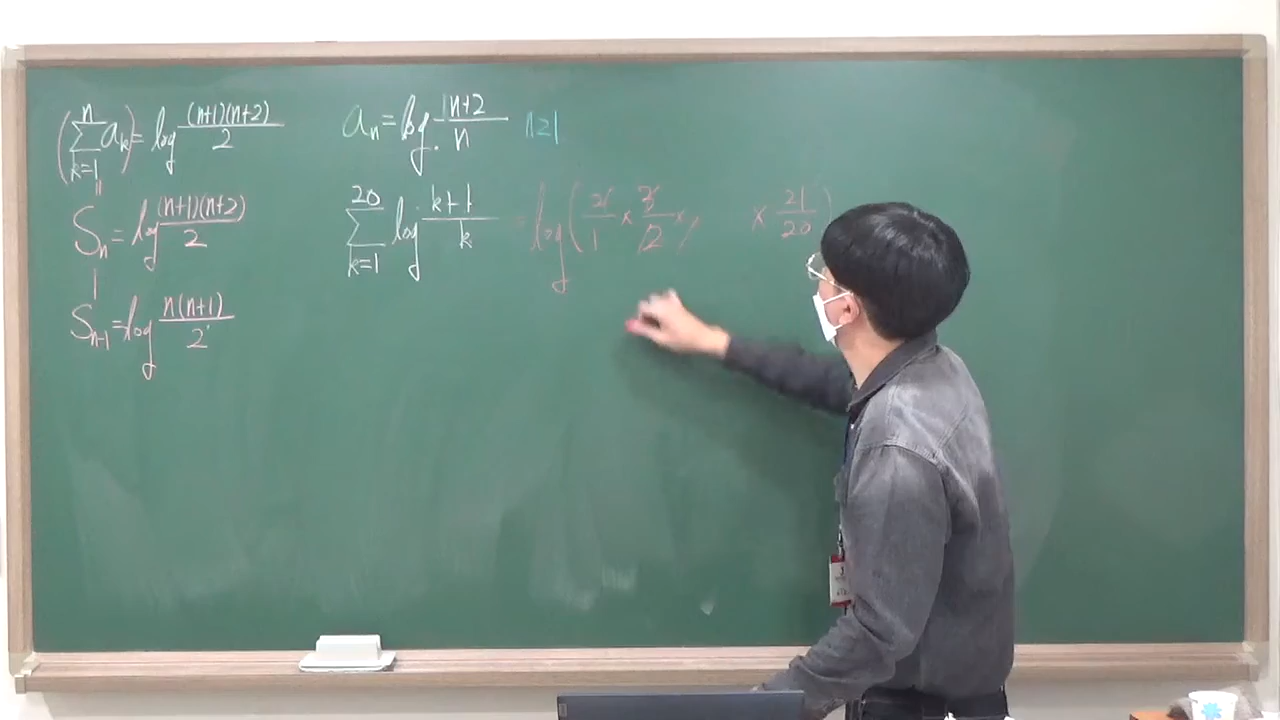 (∑_{k=1}^{n} a_k) = log (n+1)(n+2)/2
||
S_n = log (n+1)(n+2)/2
|
S_{n-1} = log n(n+1)/2
a_n = log (n+2)/n n≥1
∑_{k=1}^{20} log (k+1)/k = log(2/1 × 3/2 × × 21/20)